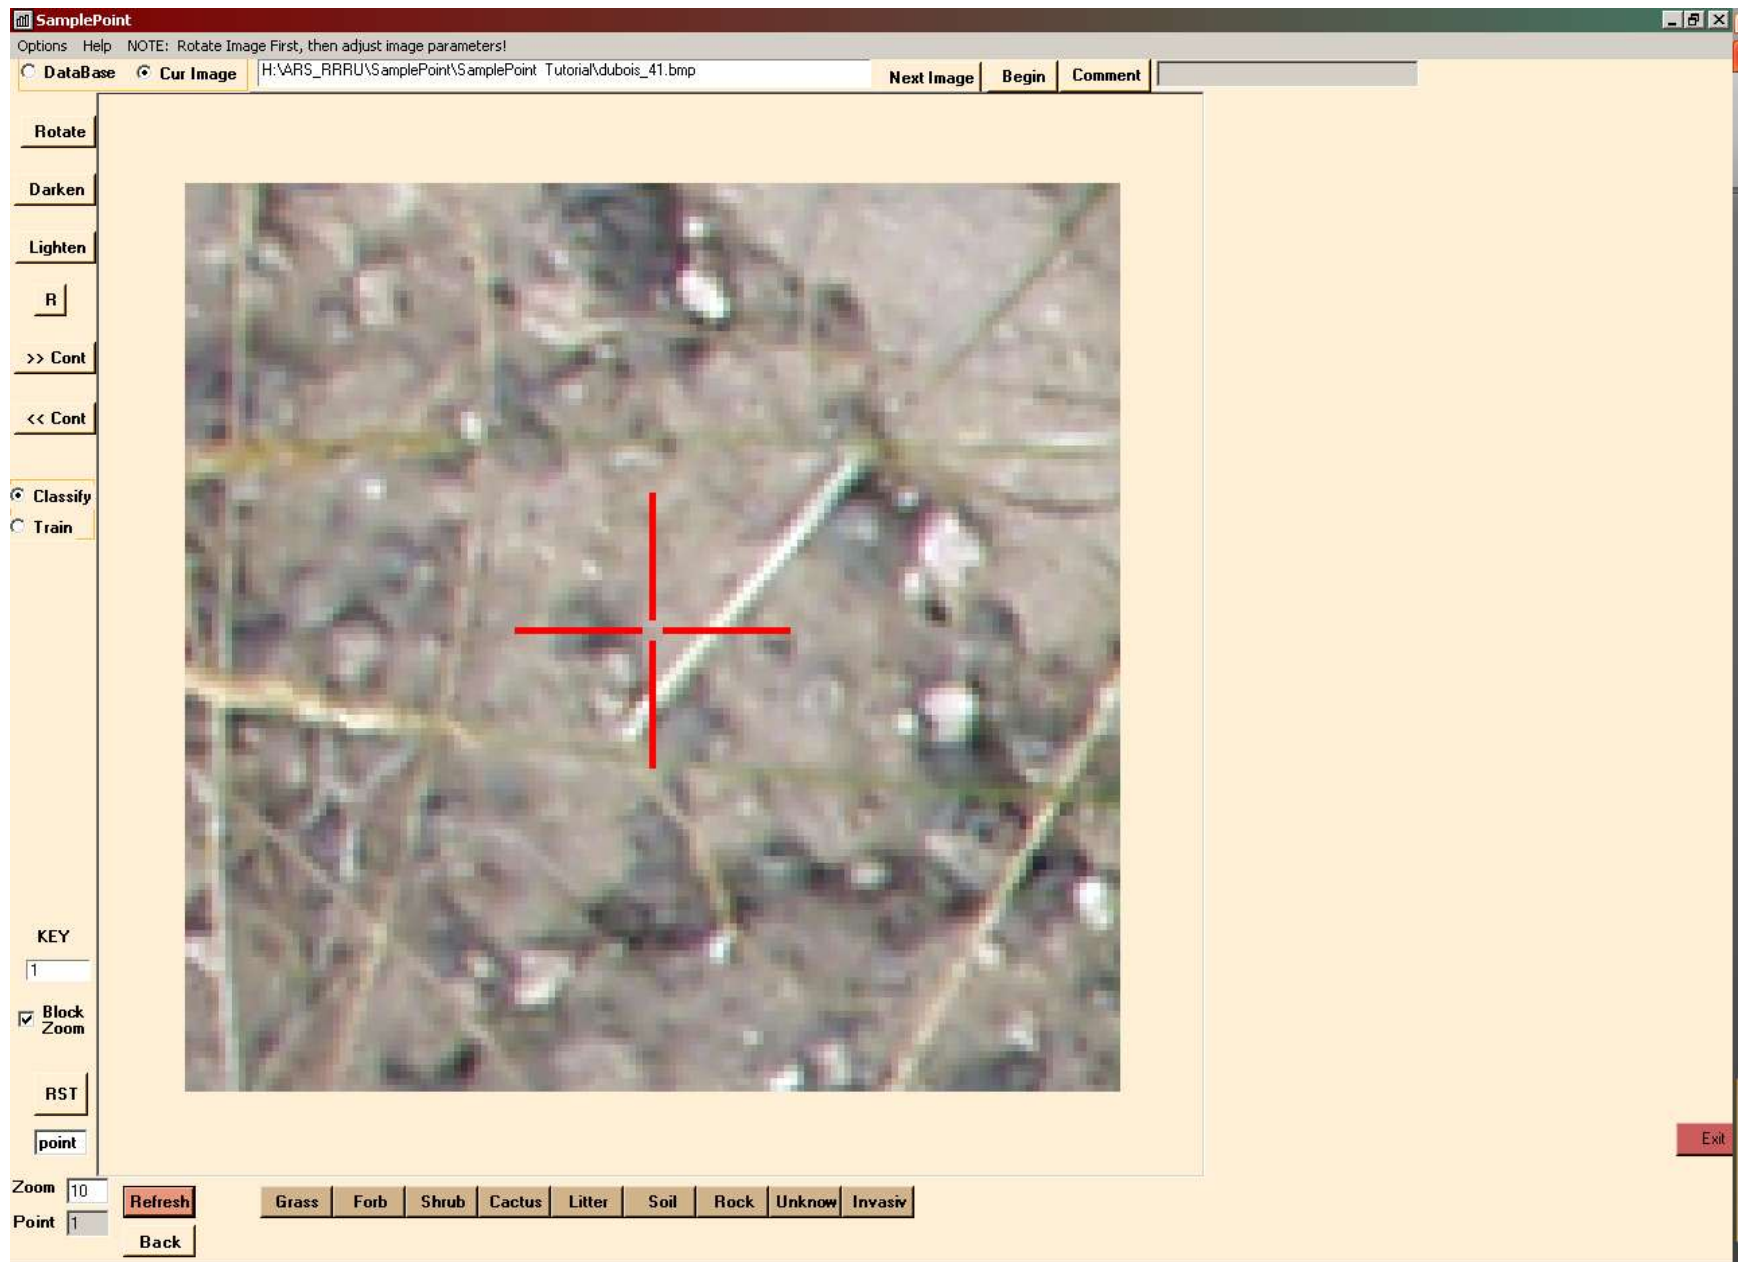 SamplePoint
Options Help NOTE: Rotate Image First, then adjust image parameters!
DataBase Cur Image H:\ARS_RRRU\SamplePoint\SamplePoint Tutorial\dubois_41.bmp Next Image Begin Comment
Rotate
Darken
Lighten
R
>> Cont
<< Cont
Classify
Train
KEY
1
Block
Zoom
RST
point
Exit
Zoom 10
Refresh Grass Forb Shrub Cactus Litter Soil Rock Unknow Invasiv
Point 1
Back